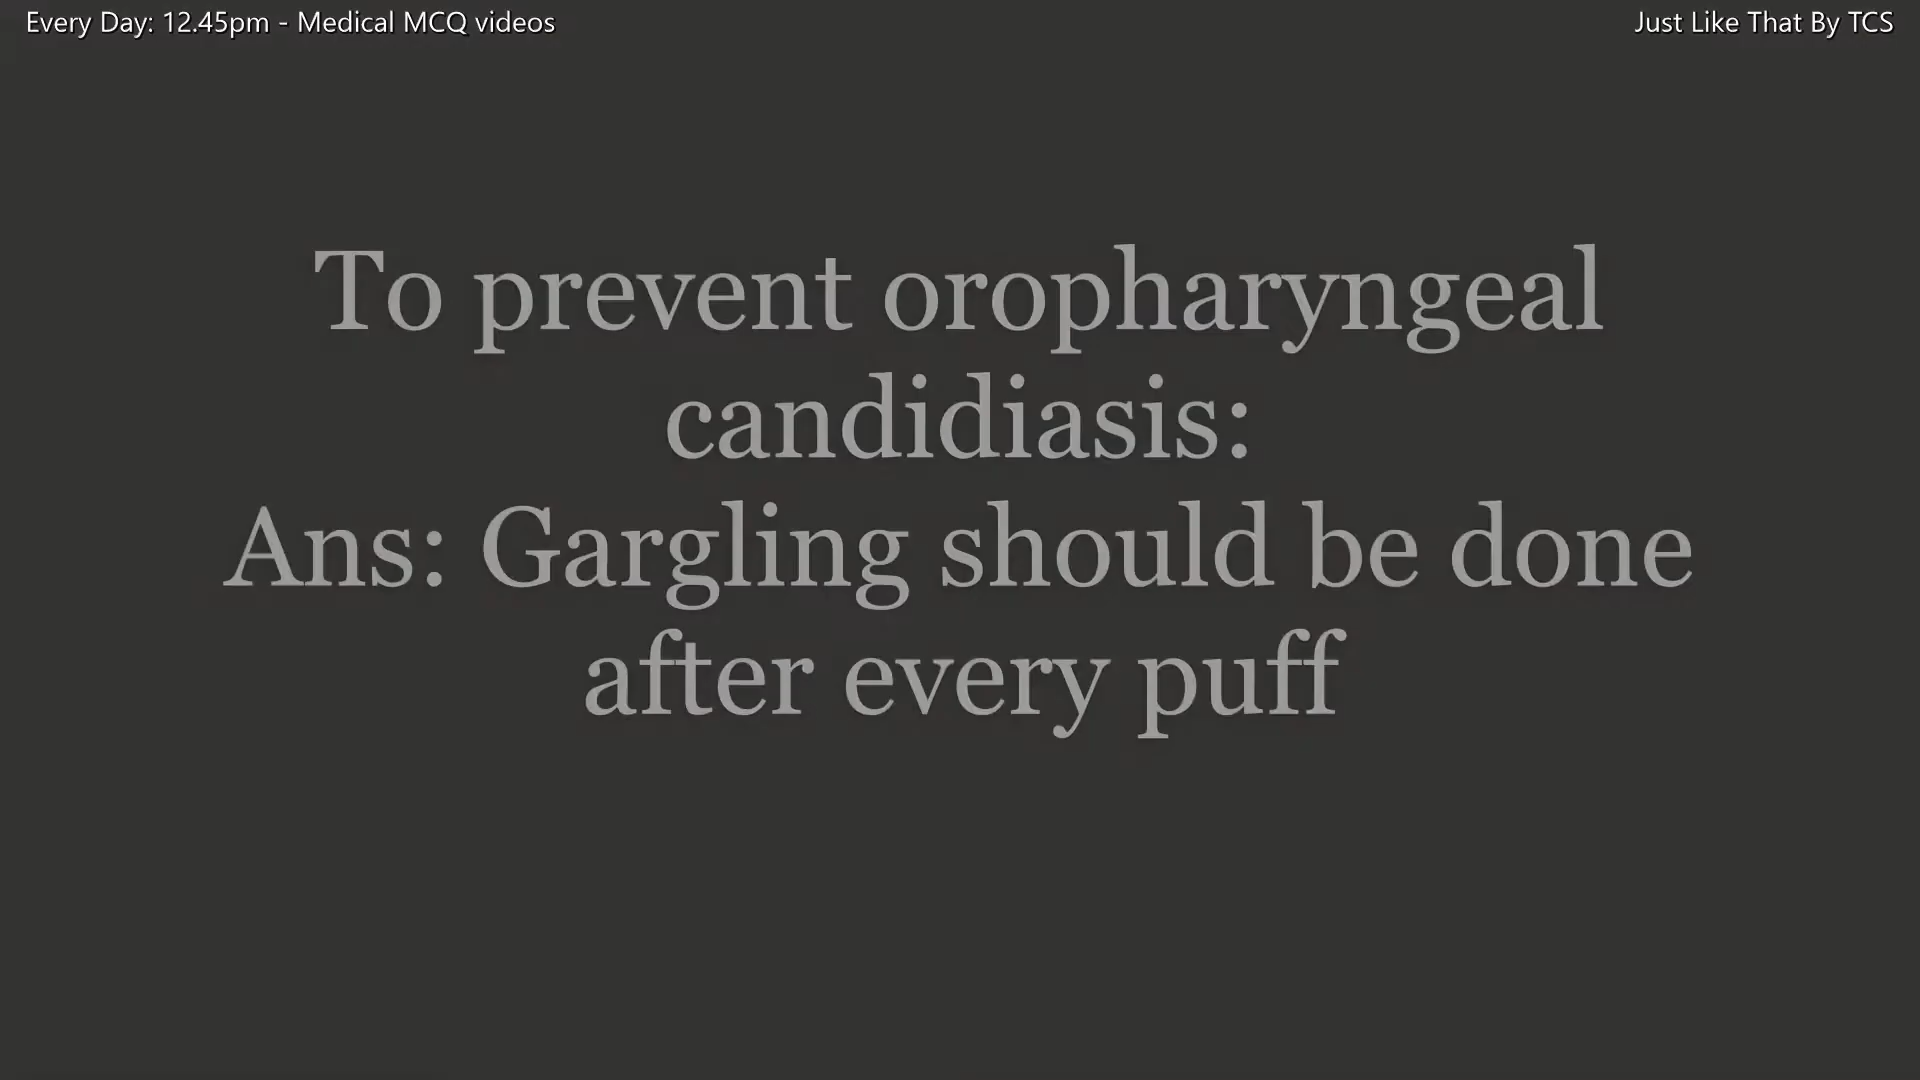 Every Day: 12.45pm - Medical MCQ videos
Just Like That By TCS
To prevent oropharyngeal
candidiasis:
Ans: Gargling should be done
after every puff